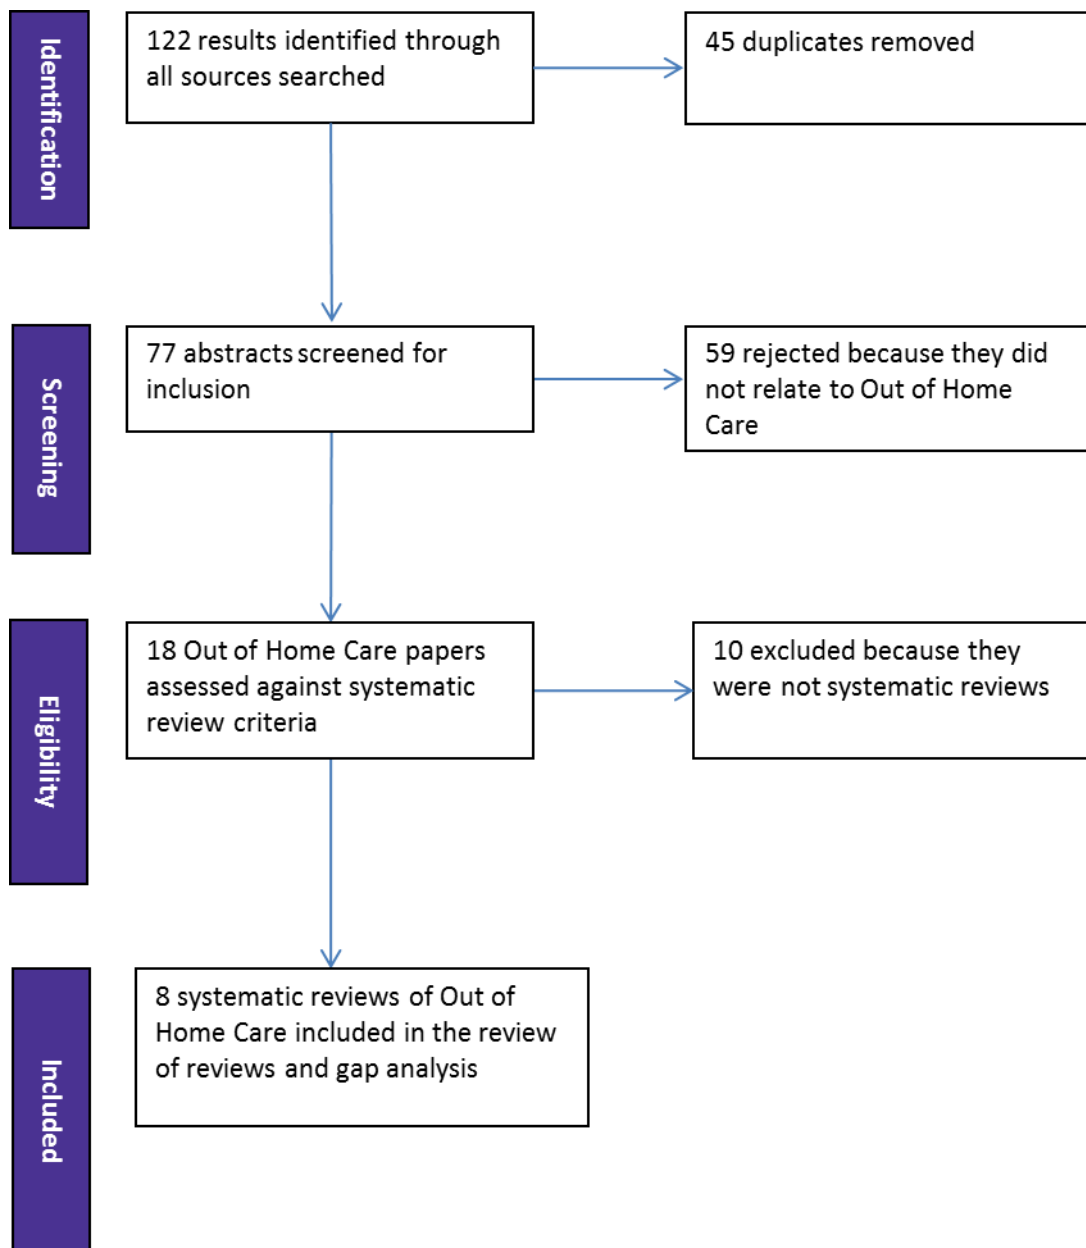 Identification
122 results identified through
all sources searched
45 duplicates removed
Screening
77 abstracts screened for
inclusion
59 rejected because they did
not relate to Out of Home
Care
Eligibility
18 Out of Home Care papers
assessed against systematic
review criteria
10 excluded because they
were not systematic reviews
Included
8 systematic reviews of Out of
Home Care included in the review
of reviews and gap analysis